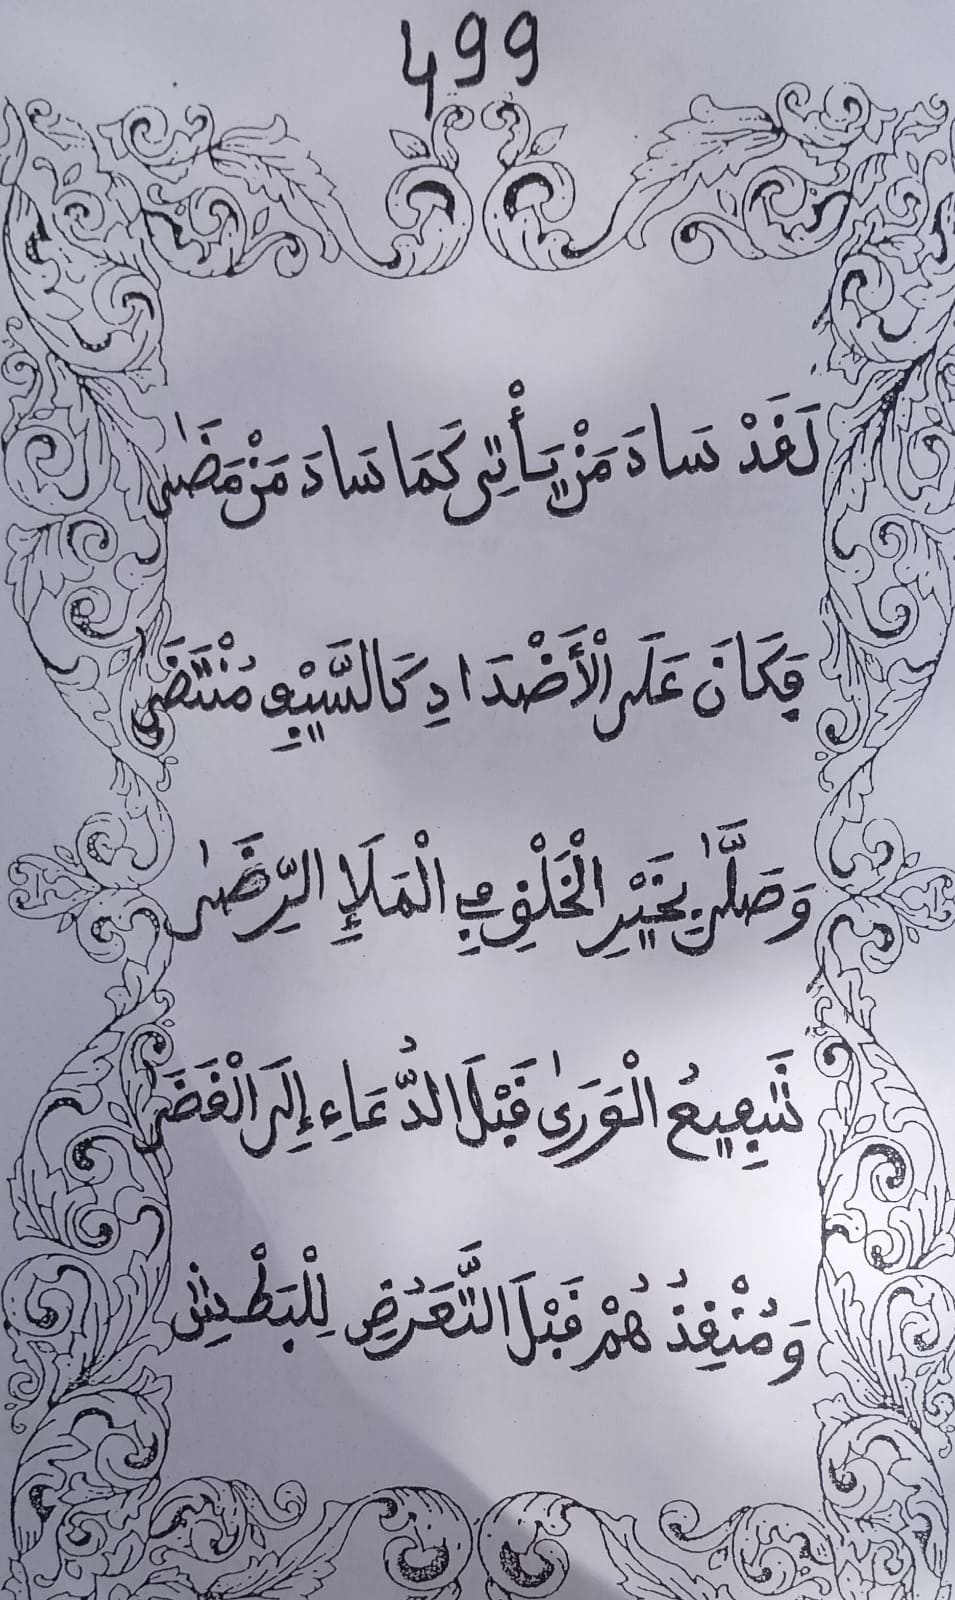 499
لَقَدْ سَادَ مَنْ يَأْتِي كَمَا سَادَ مَنْ مَضَىٰ
فَكَانَ عَلَى الْأَضْدَادِ كَالسَّيْفِ مُنْتَضَى
وَصَلَّىٰ بِخَيْرِ الْخَلْقِ فِي الْمَلَإِ الرِّضَىٰ
شَفِيعُ الْوَرَىٰ قَبْلَ الدُّعَاءِ إِلَى الْقَضَى
وَمُنْقِذُهُمْ قَبْلَ التَّعَرُّضِ لِلْبَطْشِ